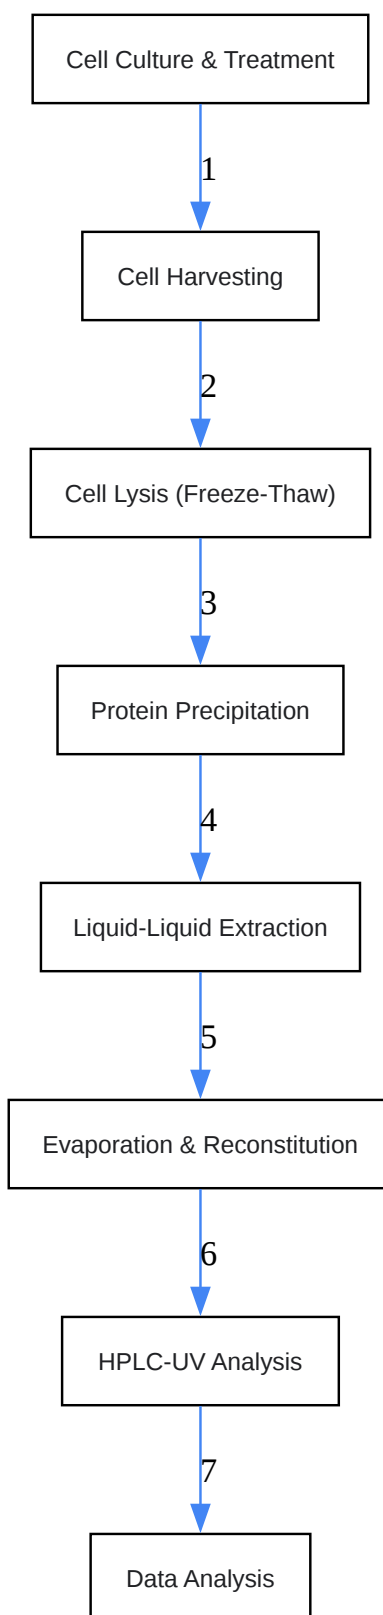 Cell Culture & Treatment
1
Cell Harvesting
2
Cell Lysis (Freeze-Thaw)
3
Protein Precipitation
4
Liquid-Liquid Extraction
5
Evaporation & Reconstitution
6
HPLC-UV Analysis
7
Data Analysis